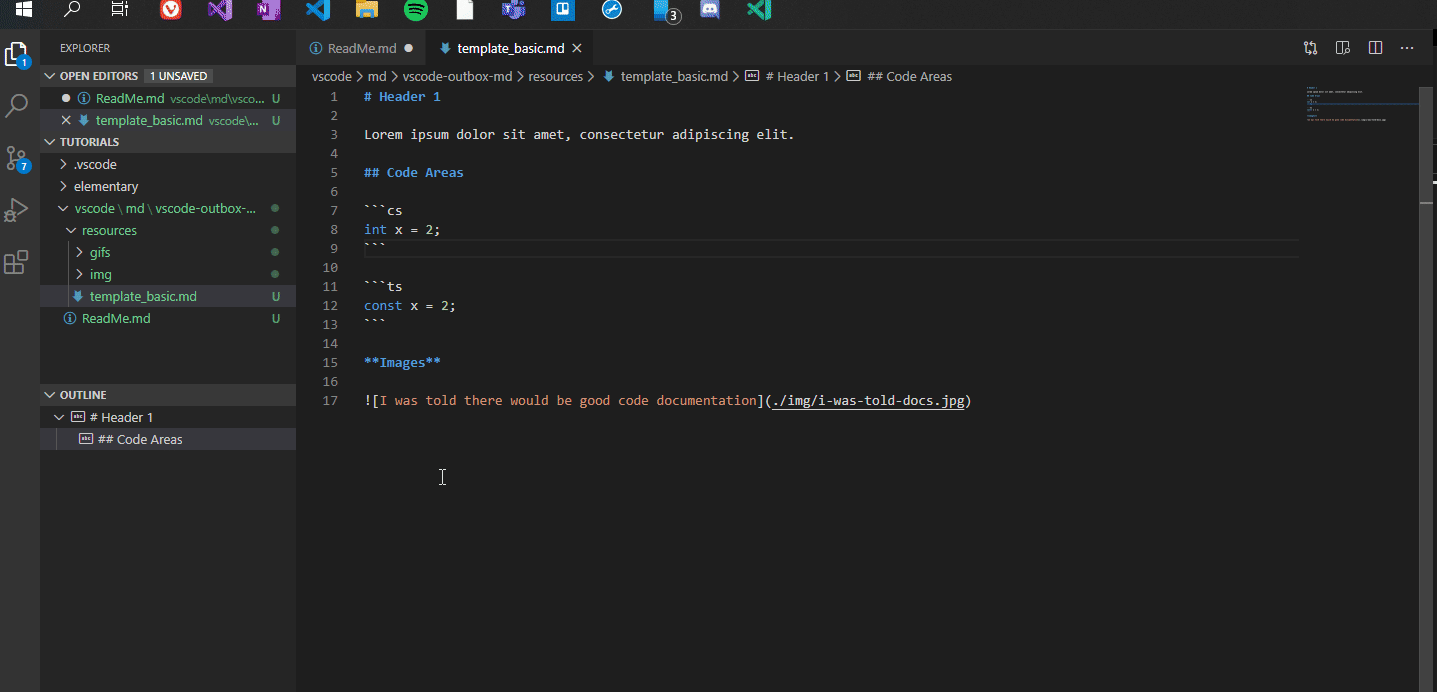 3
EXPLORER
OPEN EDITORS 1 UNSAVED
ReadMe.md vscode\md\vsco... U
template_basic.md vscode\... U
TUTORIALS
.vscode
elementary
vscode \ md \ vscode-outbox-...
resources
gifs
img
template_basic.md U
ReadMe.md U
OUTLINE
# Header 1
## Code Areas
1
7
ReadMe.md
template_basic.md
vscode > md > vscode-outbox-md > resources > template_basic.md > # Header 1 > ## Code Areas
1 # Header 1
2
3 Lorem ipsum dolor sit amet, consectetur adipiscing elit.
4
5 ## Code Areas
6
7 ```cs
8 int x = 2;
9 ```
10
11 ```ts
12 const x = 2;
13 ```
14
15 **Images**
16
17 ![I was told there would be good code documentation](./img/i-was-told-docs.jpg)